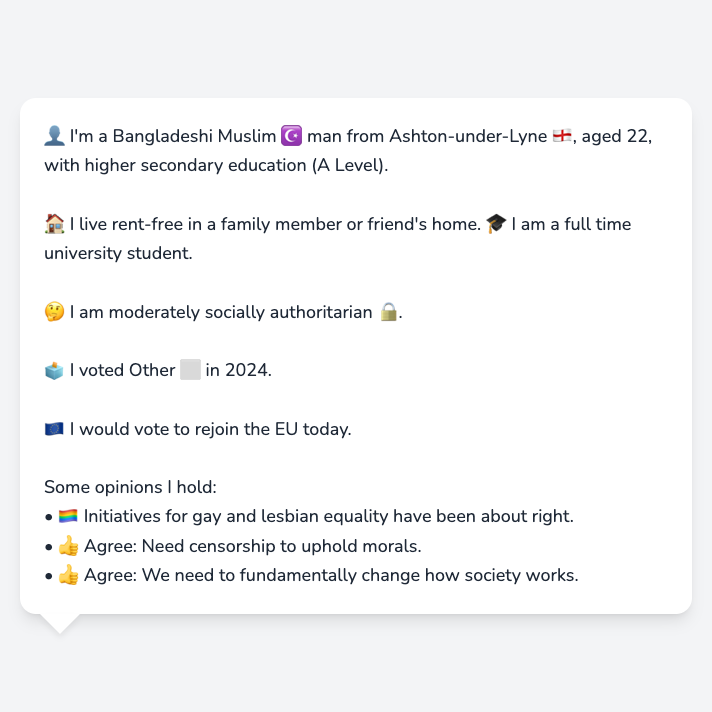 👤 I'm a Bangladeshi Muslim ☪️ man from Ashton-under-Lyne 🏴󠁧󠁢󠁥󠁮󠁧󠁿, aged 22,
with higher secondary education (A Level).
🏠 I live rent-free in a family member or friend's home. 🎓 I am a full time
university student.
🤔 I am moderately socially authoritarian 🔒.
🗳️ I voted Other ⬜ in 2024.
🇪🇺 I would vote to rejoin the EU today.
Some opinions I hold:
• 🏳️‍🌈 Initiatives for gay and lesbian equality have been about right.
• 👍 Agree: Need censorship to uphold morals.
• 👍 Agree: We need to fundamentally change how society works.